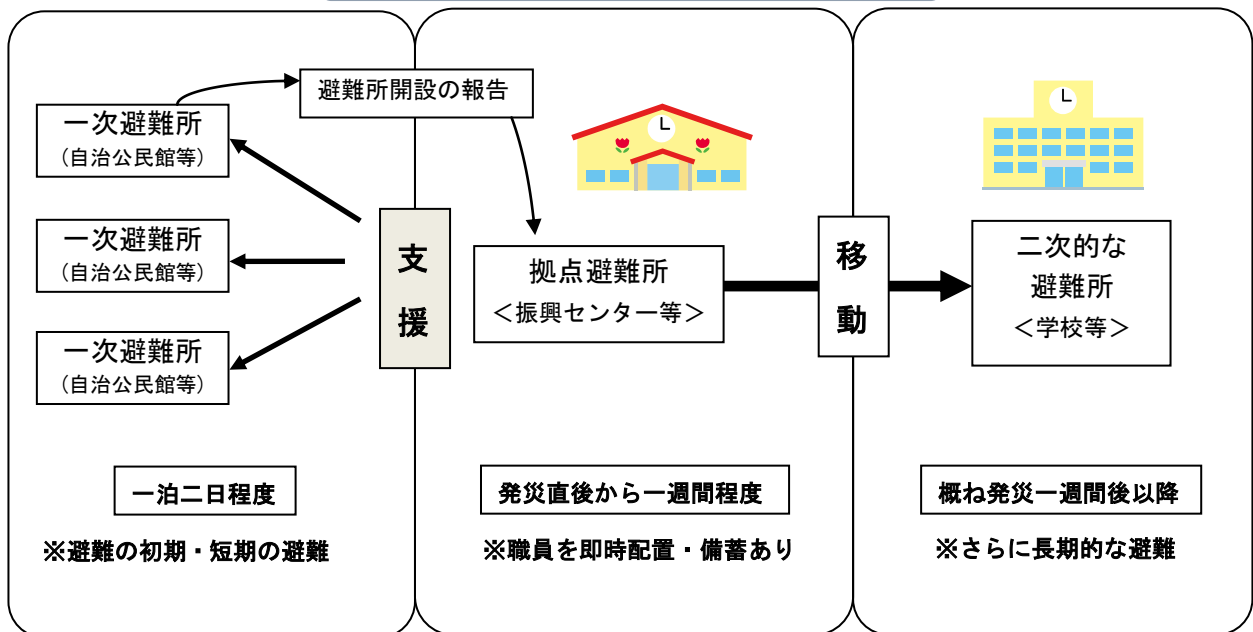 避難所開設の報告
一次避難所
(自治公民館等)
一次避難所
(自治公民館等)
一次避難所
(自治公民館等)
支
援
拠点避難所
<振興センター等>
移
動
二次的な
避難所
<学校等>
一泊二日程度
※避難の初期・短期の避難
発災直後から一週間程度
※職員を即時配置・備蓄あり
概ね発災一週間後以降
※さらに長期的な避難